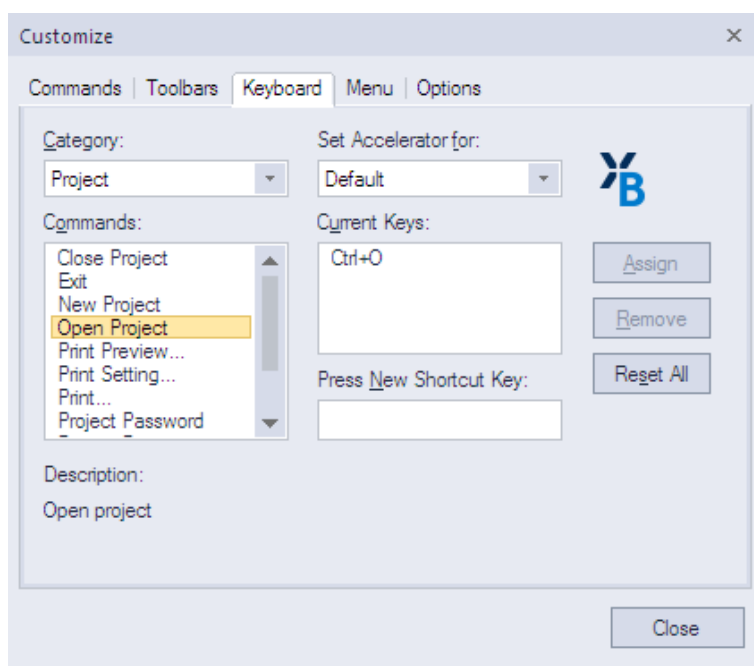 Customize
Commands Toolbars Keyboard Menu Options
Category:
Project
Commands:
Close Project
Exit
New Project
Open Project
Print Preview...
Print Setting...
Print...
Project Password
Set Accelerator for:
Default
Current Keys:
Ctrl+O
Press New Shortcut Key:
XB
Assign
Remove
Reset All
Description:
Open project
Close